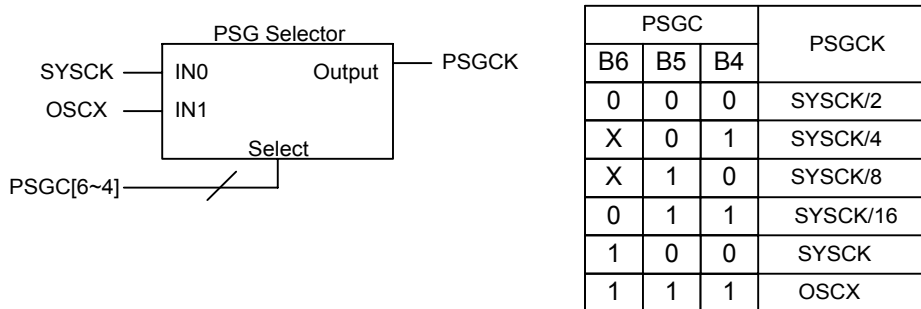 PSG Selector
SYSCK
IN0
Output
PSGCK
OSCX
IN1
Select
PSGC[6~4]
PSGC PSGCK
B6 B5 B4
0 0 0 SYSCK/2
X 0 1 SYSCK/4
X 1 0 SYSCK/8
0 1 1 SYSCK/16
1 0 0 SYSCK
1 1 1 OSCX